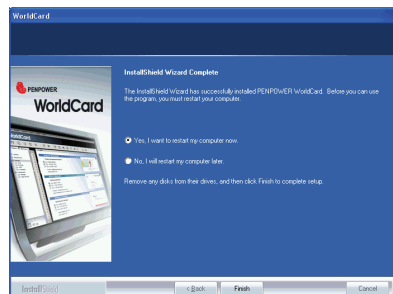 WorldCard
InstallShield Wizard Complete
The InstallShield Wizard has successfully installed PENPOWER WorldCard. Before you can use
the program, you must restart your computer.
PENPOWER
WorldCard
Yes, I want to restart my computer now.
No, I will restart my computer later.
Remove any disks from their drives, and then click Finish to complete setup.
InstallShield
< Back
Finish
Cancel